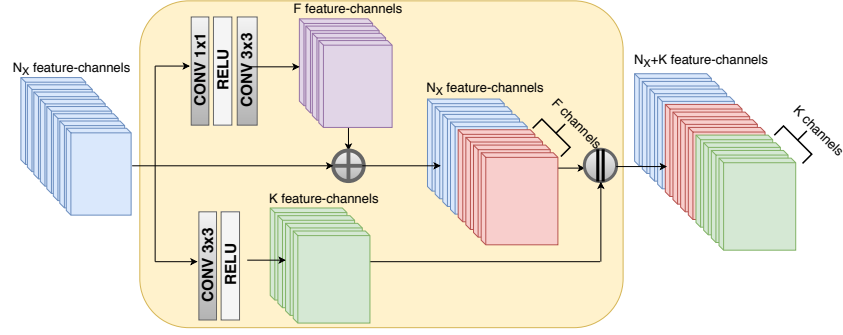 N_X feature-channels
CONV 1x1
RELU
CONV 3x3
F feature-channels
N_X feature-channels
F channels
N_X+K feature-channels
K channels
CONV 3x3
RELU
K feature-channels